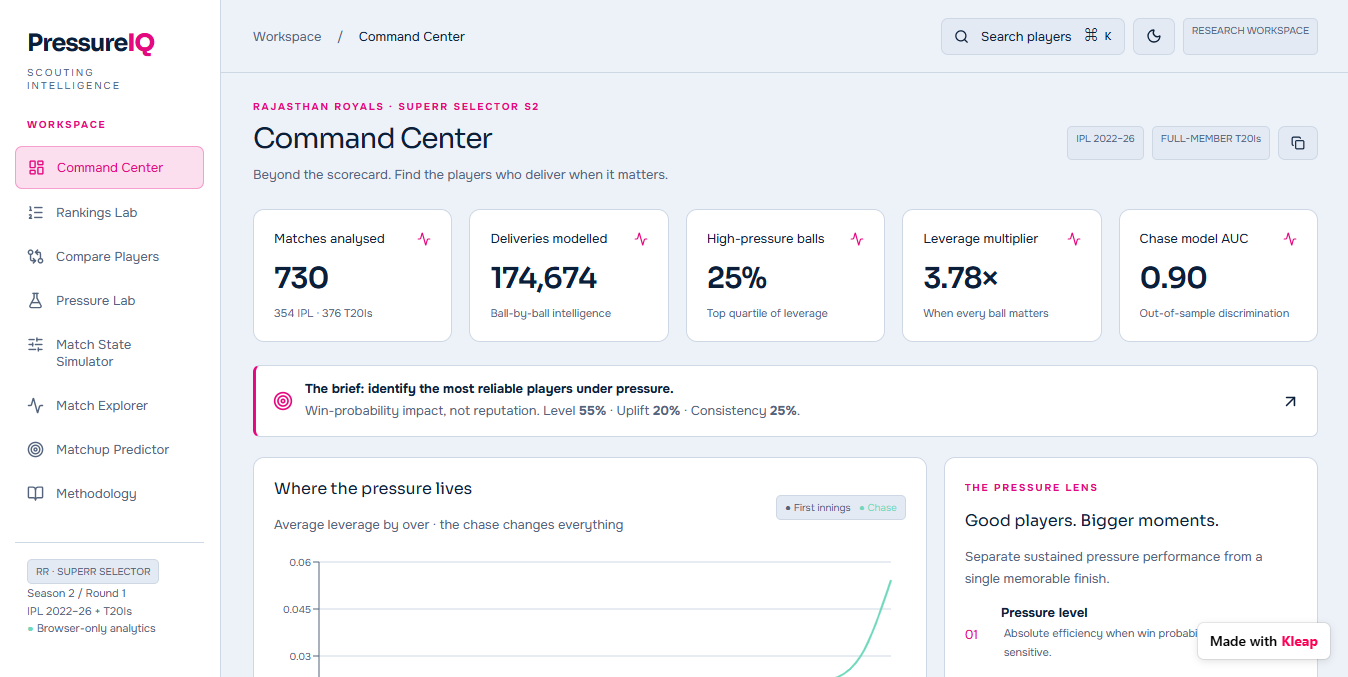 PressureIQ
SCOUTING
INTELLIGENCE
WORKSPACE
Command Center
Rankings Lab
Compare Players
Pressure Lab
Match State
Simulator
Match Explorer
Matchup Predictor
Methodology
RR · SUPERR SELECTOR
Season 2 / Round 1
IPL 2022–26 + T20Is
Browser-only analytics
Workspace / Command Center
Search players ⌘ K
RESEARCH WORKSPACE
RAJASTHAN ROYALS · SUPERR SELECTOR S2
Command Center
Beyond the scorecard. Find the players who deliver when it matters.
IPL 2022–26
FULL-MEMBER T20Is
Matches analysed
730
354 IPL · 376 T20Is
Deliveries modelled
174,674
Ball-by-ball intelligence
High-pressure balls
25%
Top quartile of leverage
Leverage multiplier
3.78×
When every ball matters
Chase model AUC
0.90
Out-of-sample discrimination
The brief: identify the most reliable players under pressure.
Win-probability impact, not reputation. Level 55% · Uplift 20% · Consistency 25%.
Where the pressure lives
Average leverage by over · the chase changes everything
First innings Chase
0.06
0.045
0.03
THE PRESSURE LENS
Good players. Bigger moments.
Separate sustained pressure performance from a
single memorable finish.
01
Pressure level
Absolute efficiency when win probabi
sensitive.
Made with Kleap